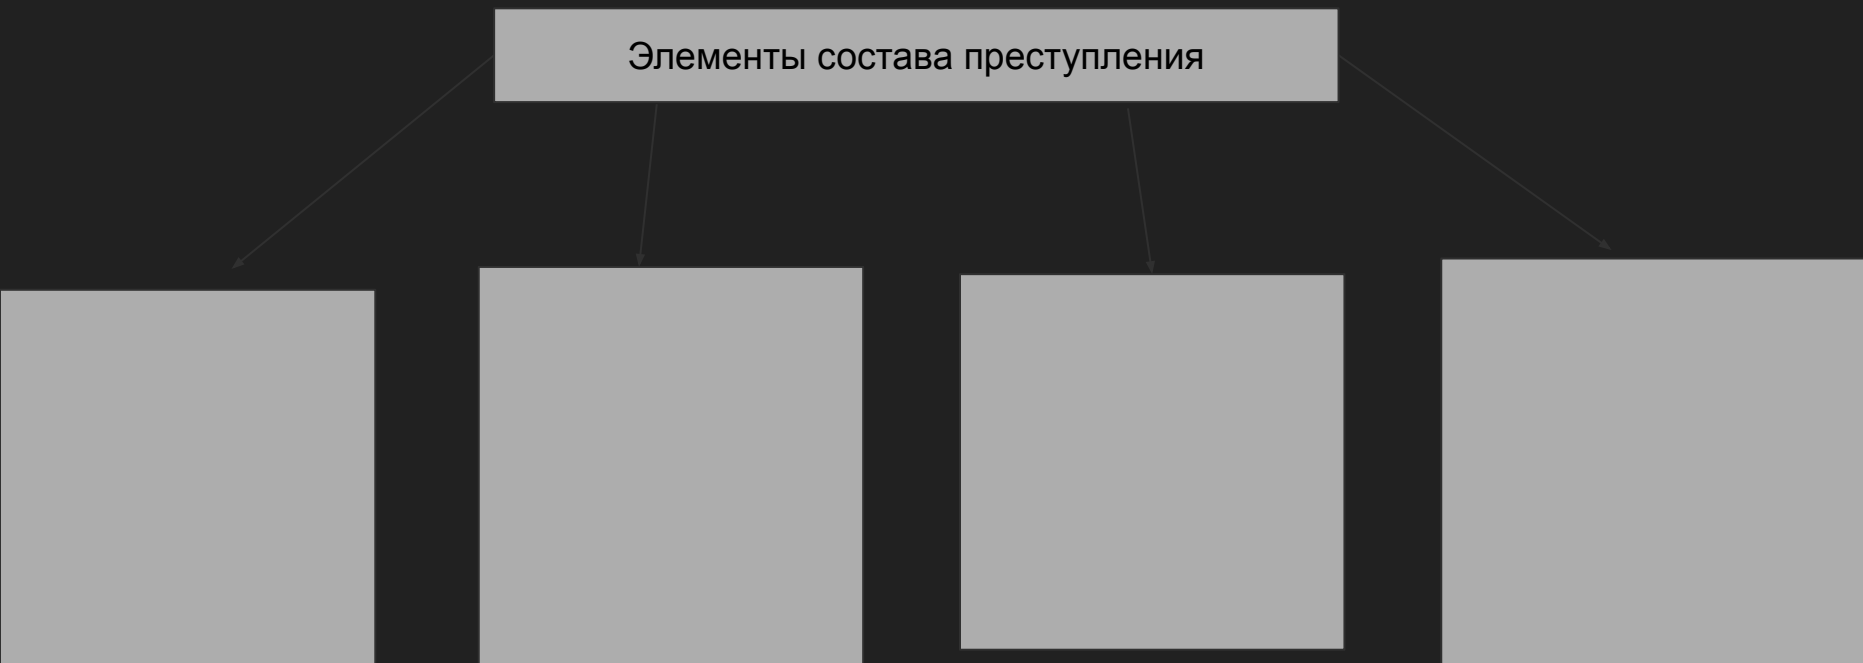 Элементы состава преступления